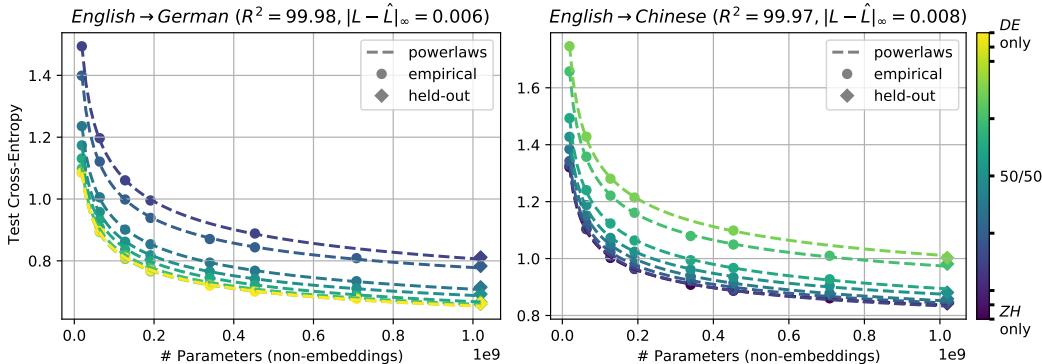 English → German (R² = 99.98, |L − L̂|∞ = 0.006)
English → Chinese (R² = 99.97, |L − L̂|∞ = 0.008)
Test Cross-Entropy
1.4
1.2
1.0
0.8
powerlaws
empirical
held-out
0.0
0.2
0.4
0.6
0.8
1.0
1e9
# Parameters (non-embeddings)
1.6
1.4
1.2
1.0
0.8
powerlaws
empirical
held-out
0.0
0.2
0.4
0.6
0.8
1.0
1e9
# Parameters (non-embeddings)
DE
only
50/50
ZH
only